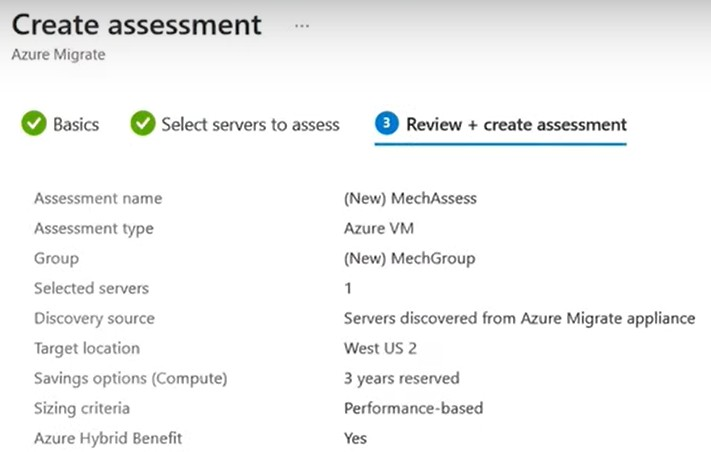 Create assessment ...
Azure Migrate
Basics Select servers to assess 3 Review + create assessment
Assessment name (New) MechAssess
Assessment type Azure VM
Group (New) MechGroup
Selected servers 1
Discovery source Servers discovered from Azure Migrate appliance
Target location West US 2
Savings options (Compute) 3 years reserved
Sizing criteria Performance-based
Azure Hybrid Benefit Yes